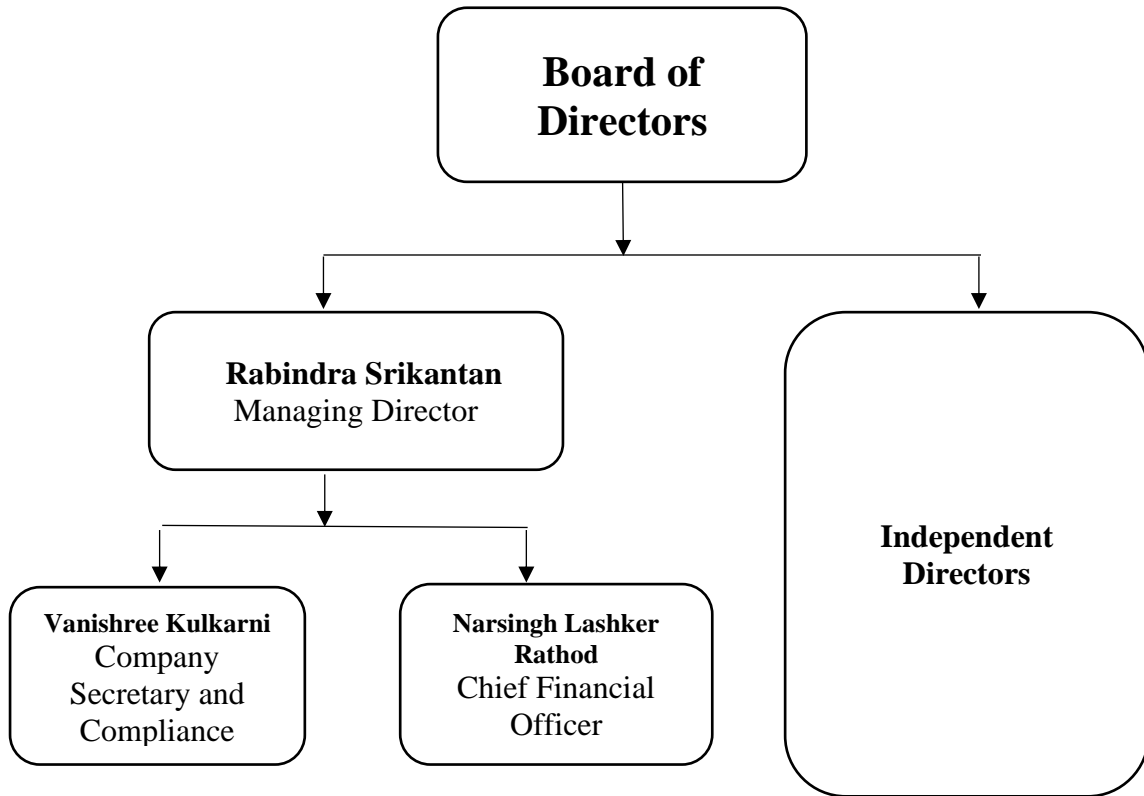 Board of
Directors
Rabindra Srikantan
Managing Director
Independent
Directors
Vanishree Kulkarni
Company
Secretary and
Compliance
Narsingh Lashker
Rathod
Chief Financial
Officer